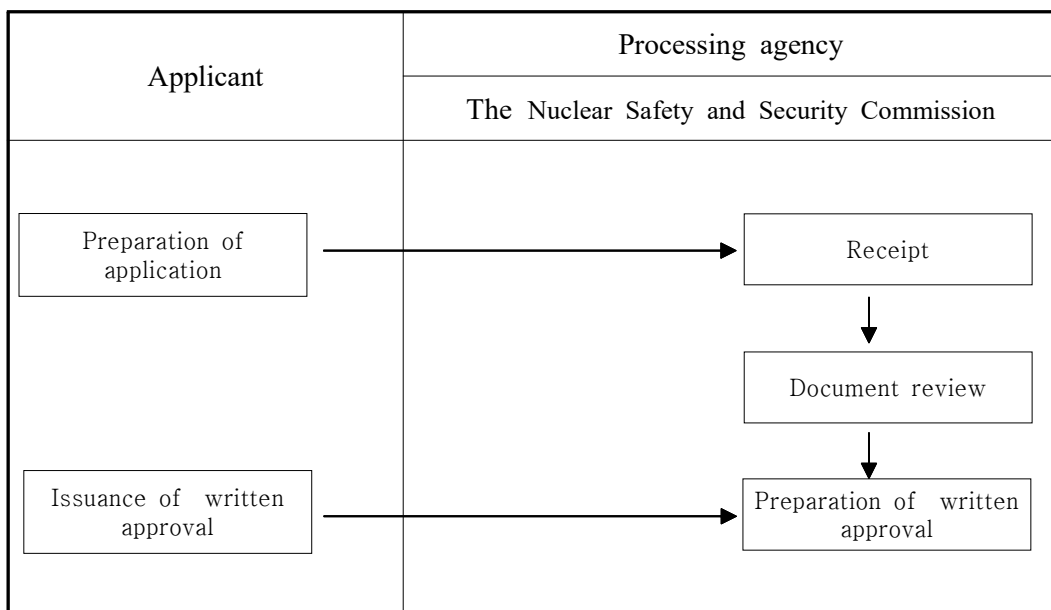 Applicant
Processing agency
The Nuclear Safety and Security Commission
Preparation of
application
Receipt
Document review
Issuance of written
approval
Preparation of written
approval